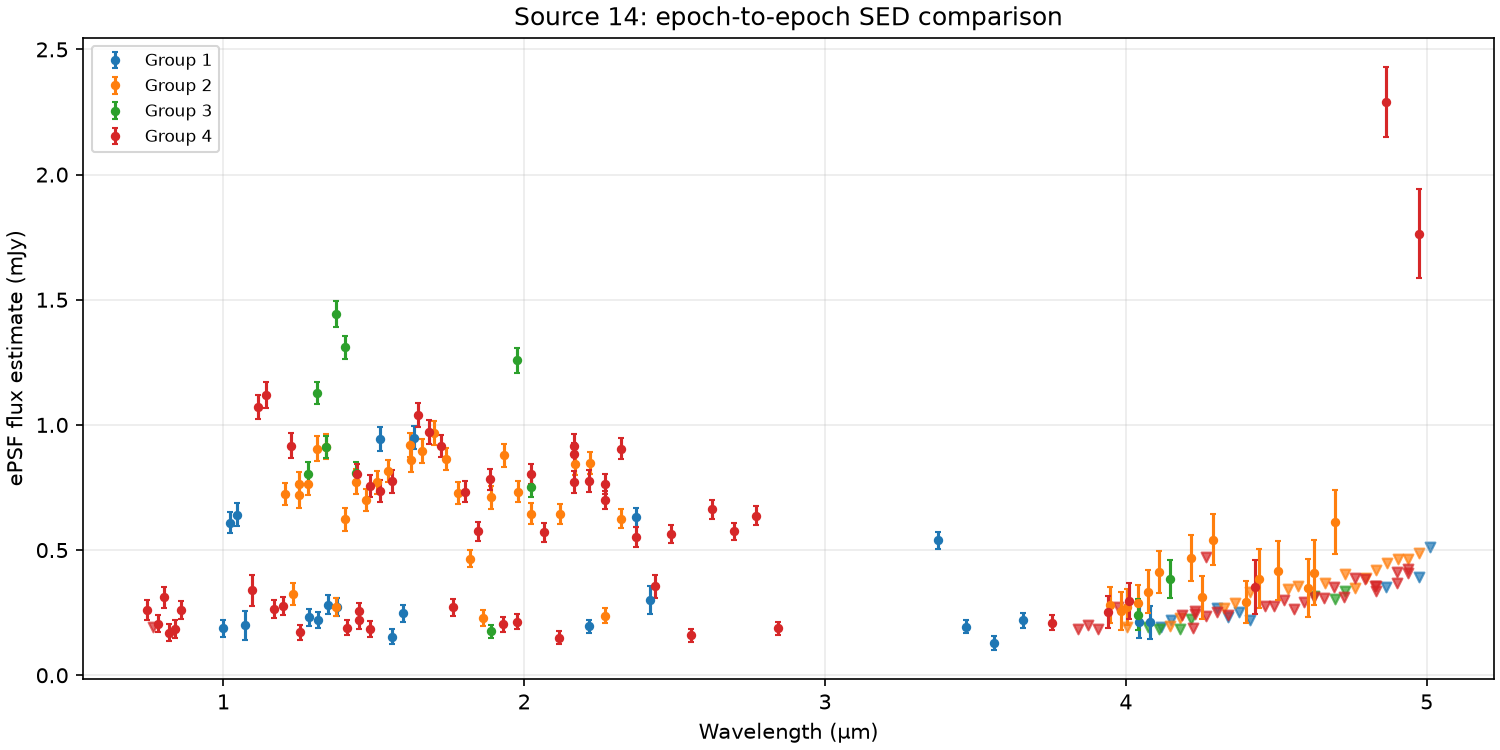 Source 14: epoch-to-epoch SED comparison
2.5
2.0
1.5
1.0
0.5
0.0
ePSF flux estimate (mJy)
Group 1
Group 2
Group 3
Group 4
1
2
3
4
5
Wavelength (μm)